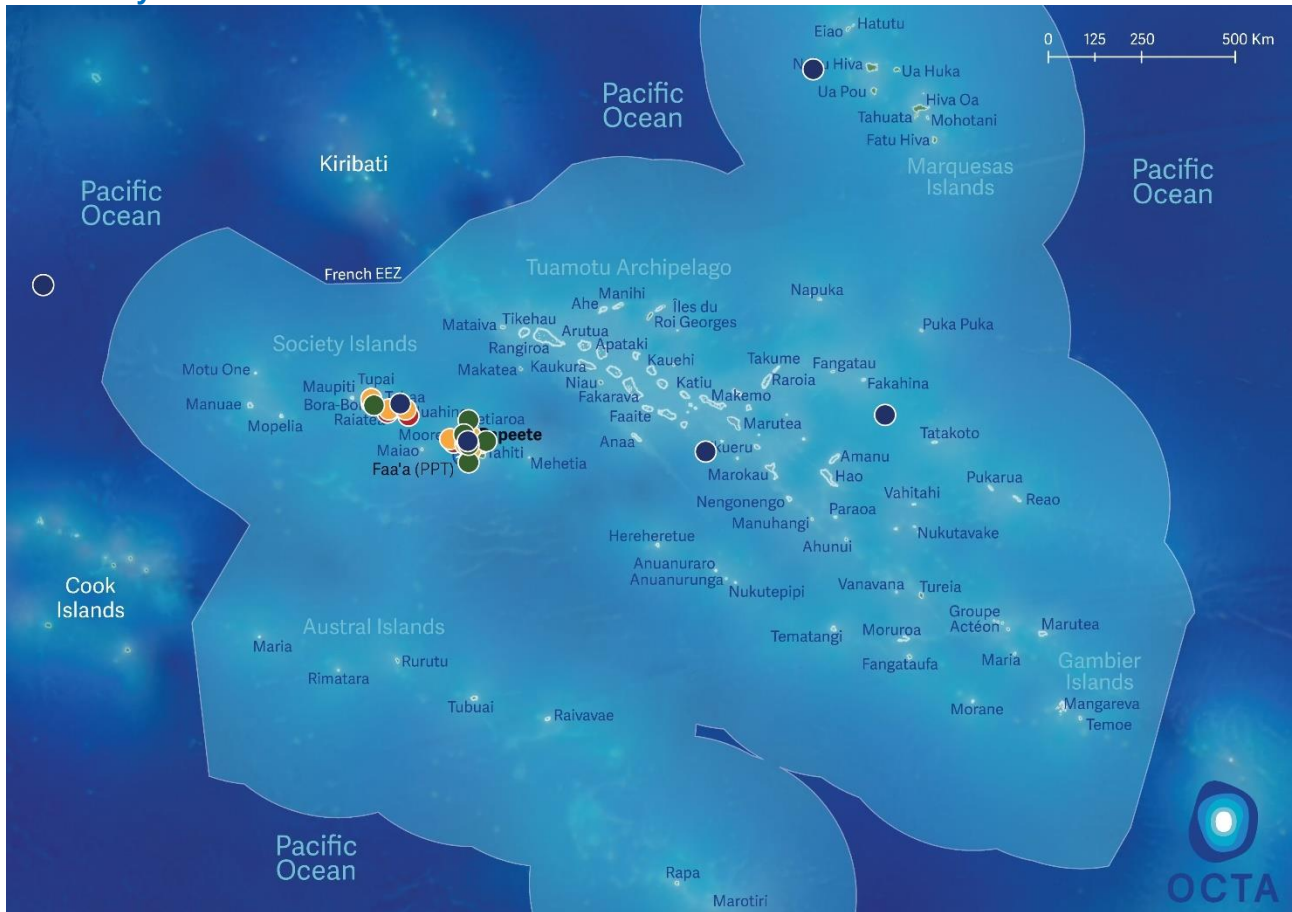 Hatutu
Eiao
0 125 250 500 Km
Ua Huka
Ua Pou
Hiva Oa
Tahuata
Mohotani
Fatu Hiva
Marquesas
Islands
Pacific
Ocean
Pacific
Ocean
Kiribati
Pacific
Ocean
French EEZ
Tuamotu Archipelago
Manihi
Ahe
Îles du
Roi Georges
Napuka
Puka Puka
Mataiva
Tikehau
Arutua
Rangiroa
Apataki
Society Islands
Makatea
Kaukura
Kauehi
Takume
Fangatau
Motu One
Tupai
Maupiti
Niau
Katiu
Raroia
Fakahina
Manuae
Fakarava
Makemo
Mopelia
Faaite
Marutea
Anaa
Tatakoto
Maiao
Mehetia
Faa'a (PPT)
Marokau
Amanu
Hao
Pukarua
Reao
Nengonengo
Vahitahi
Manuhangi
Paraoa
Nukutavake
Hereheretue
Ahunui
Anuanuraro
Anuanurunga
Nukutepipi
Vanavana
Tureia
Cook
Islands
Groupe
Actéon
Marutea
Tematangi
Moruroa
Fangataufa
Maria
Gambier
Islands
Austral Islands
Maria
Rurutu
Rimatara
Tubuai
Raivavae
Morane
Mangareva
Temoe
Pacific
Ocean
Rapa
Marotiri
OCTA